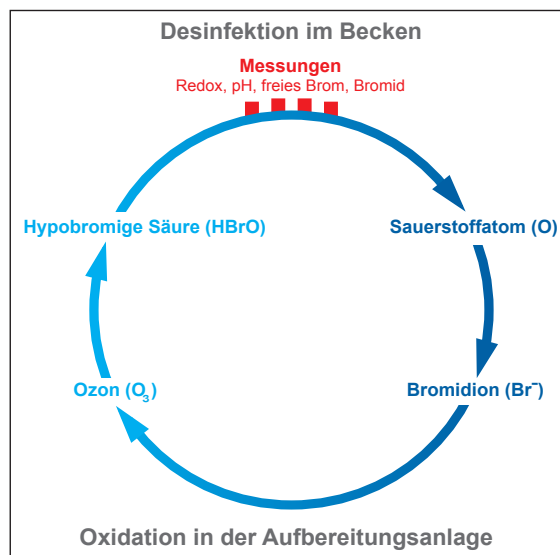 Desinfektion im Becken
Messungen
Redox, pH, freies Brom, Bromid
Hypobromige Säure (HBrO)
Sauerstoffatom (O)
Ozon (O₃)
Bromidion (Br⁻)
Oxidation in der Aufbereitungsanlage